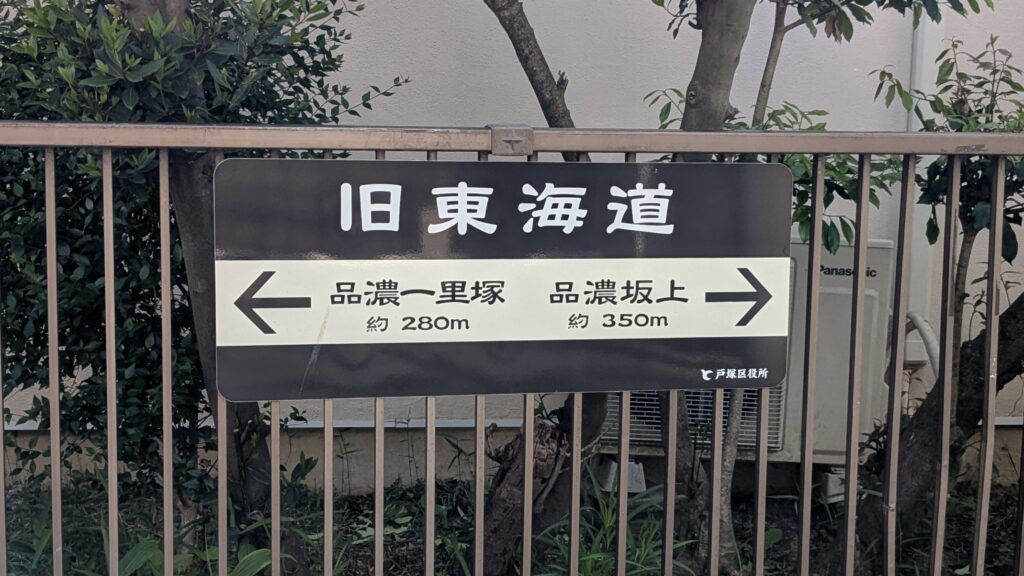 旧東海道
← 品濃一里塚 約 280m
品濃坂上 約 350m →
戸塚区役所
Panasonic